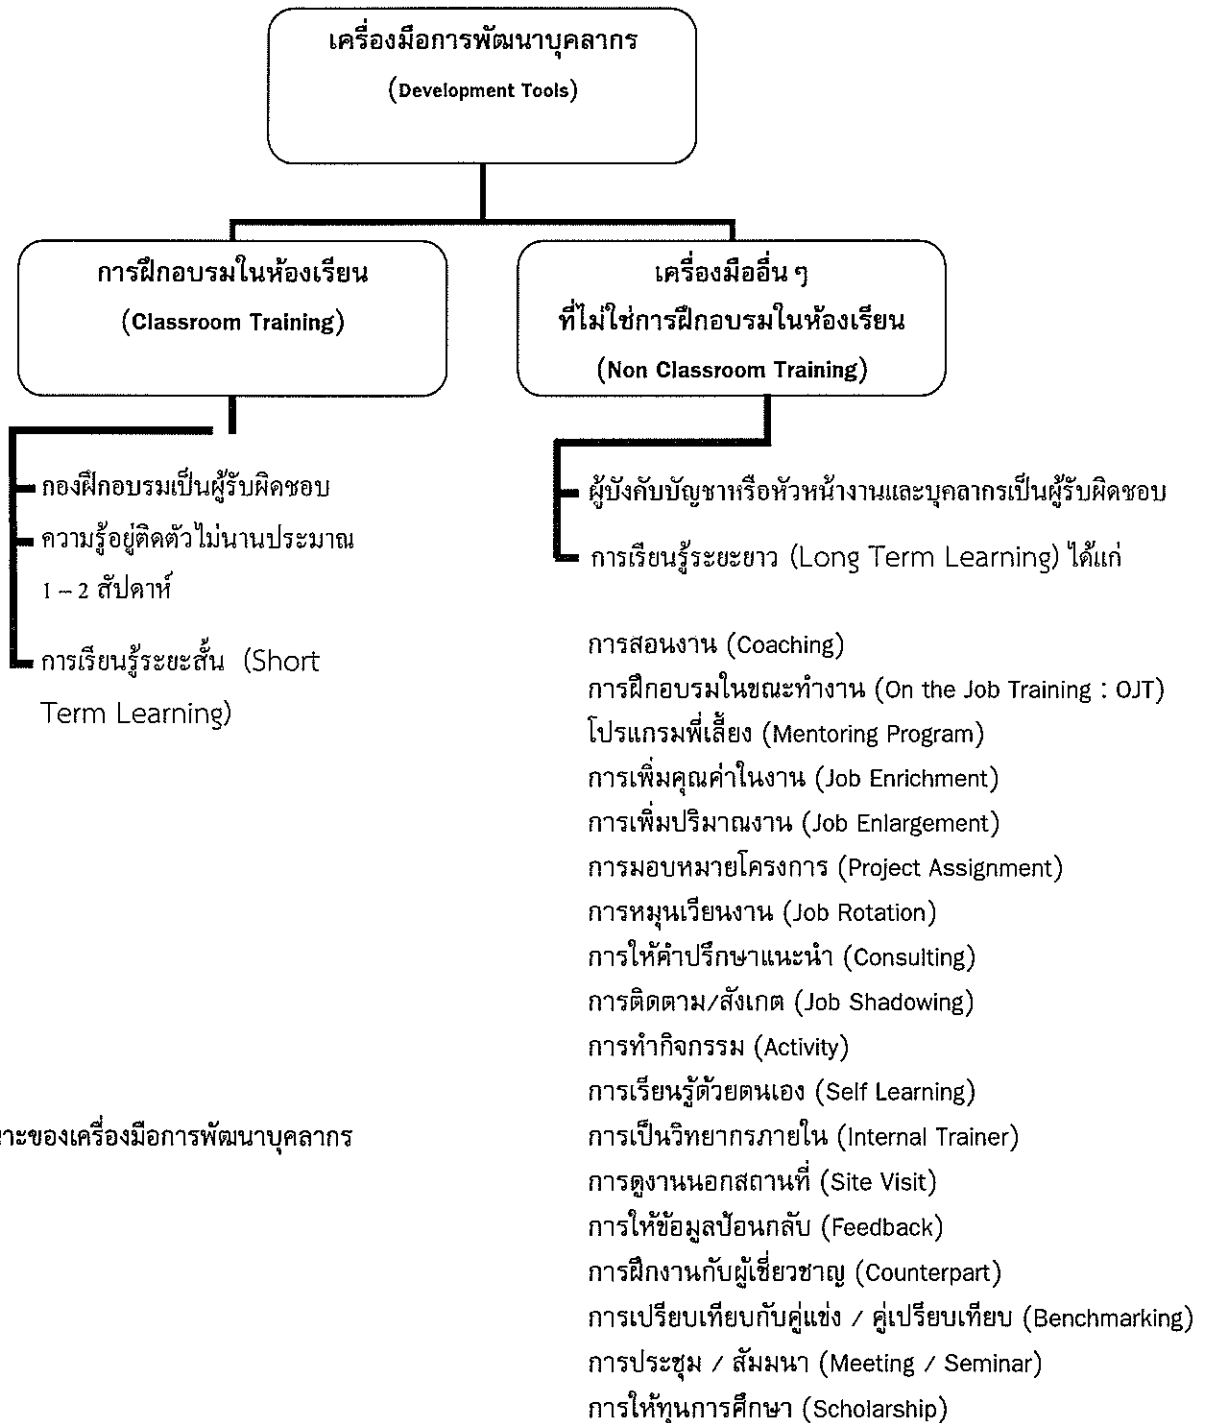 เครื่องมือการพัฒนาบุคลากร
(Development Tools)
การฝึกอบรมในห้องเรียน
(Classroom Training)
เครื่องมืออื่น ๆ
ที่ไม่ใช่การฝึกอบรมในห้องเรียน
(Non Classroom Training)
กองฝึกอบรมเป็นผู้รับผิดชอบ
ความรู้อยู่ติดตัวไม่นานประมาณ
1 – 2 สัปดาห์
การเรียนรู้ระยะสั้น (Short
Term Learning)
ผู้บังคับบัญชาหรือหัวหน้างานและบุคลากรเป็นผู้รับผิดชอบ
การเรียนรู้ระยะยาว (Long Term Learning) ได้แก่
การสอนงาน (Coaching)
การฝึกอบรมในขณะทำงาน (On the Job Training : OJT)
โปรแกรมพี่เลี้ยง (Mentoring Program)
การเพิ่มคุณค่าในงาน (Job Enrichment)
การเพิ่มปริมาณงาน (Job Enlargement)
การมอบหมายโครงการ (Project Assignment)
การหมุนเวียนงาน (Job Rotation)
การให้คำปรึกษาแนะนำ (Consulting)
การติดตาม/สังเกต (Job Shadowing)
การทำกิจกรรม (Activity)
การเรียนรู้ด้วยตนเอง (Self Learning)
การเป็นวิทยากรภายใน (Internal Trainer)
การดูงานนอกสถานที่ (Site Visit)
การให้ข้อมูลป้อนกลับ (Feedback)
การฝึกงานกับผู้เชี่ยวชาญ (Counterpart)
การเปรียบเทียบกับคู่แข่ง / คู่เปรียบเทียบ (Benchmarking)
การประชุม / สัมมนา (Meeting / Seminar)
การให้ทุนการศึกษา (Scholarship)
ของเครื่องมือการพัฒนาบุคลากร